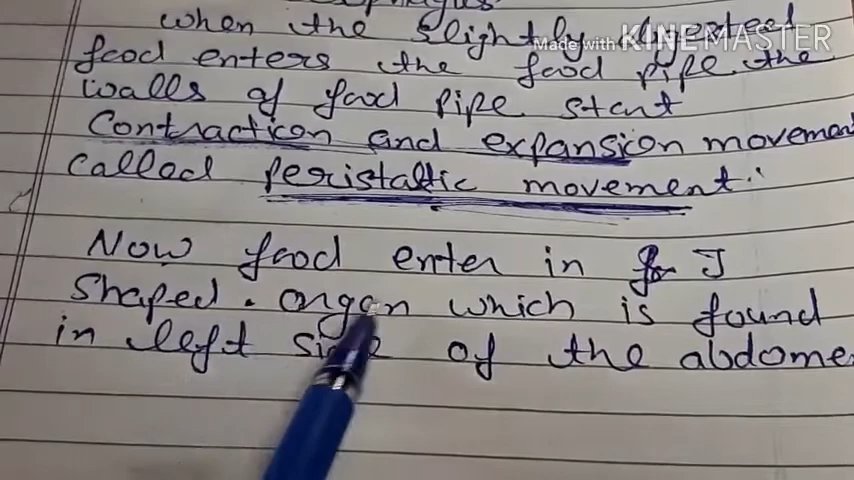 when the slightly digested
Made with KINEMASTER
food enters the food pipe the
walls of food pipe start
contraction and expansion movement
called peristaltic movement.
Now food enter in J
Shaped organ which is found
in left side of the abdome